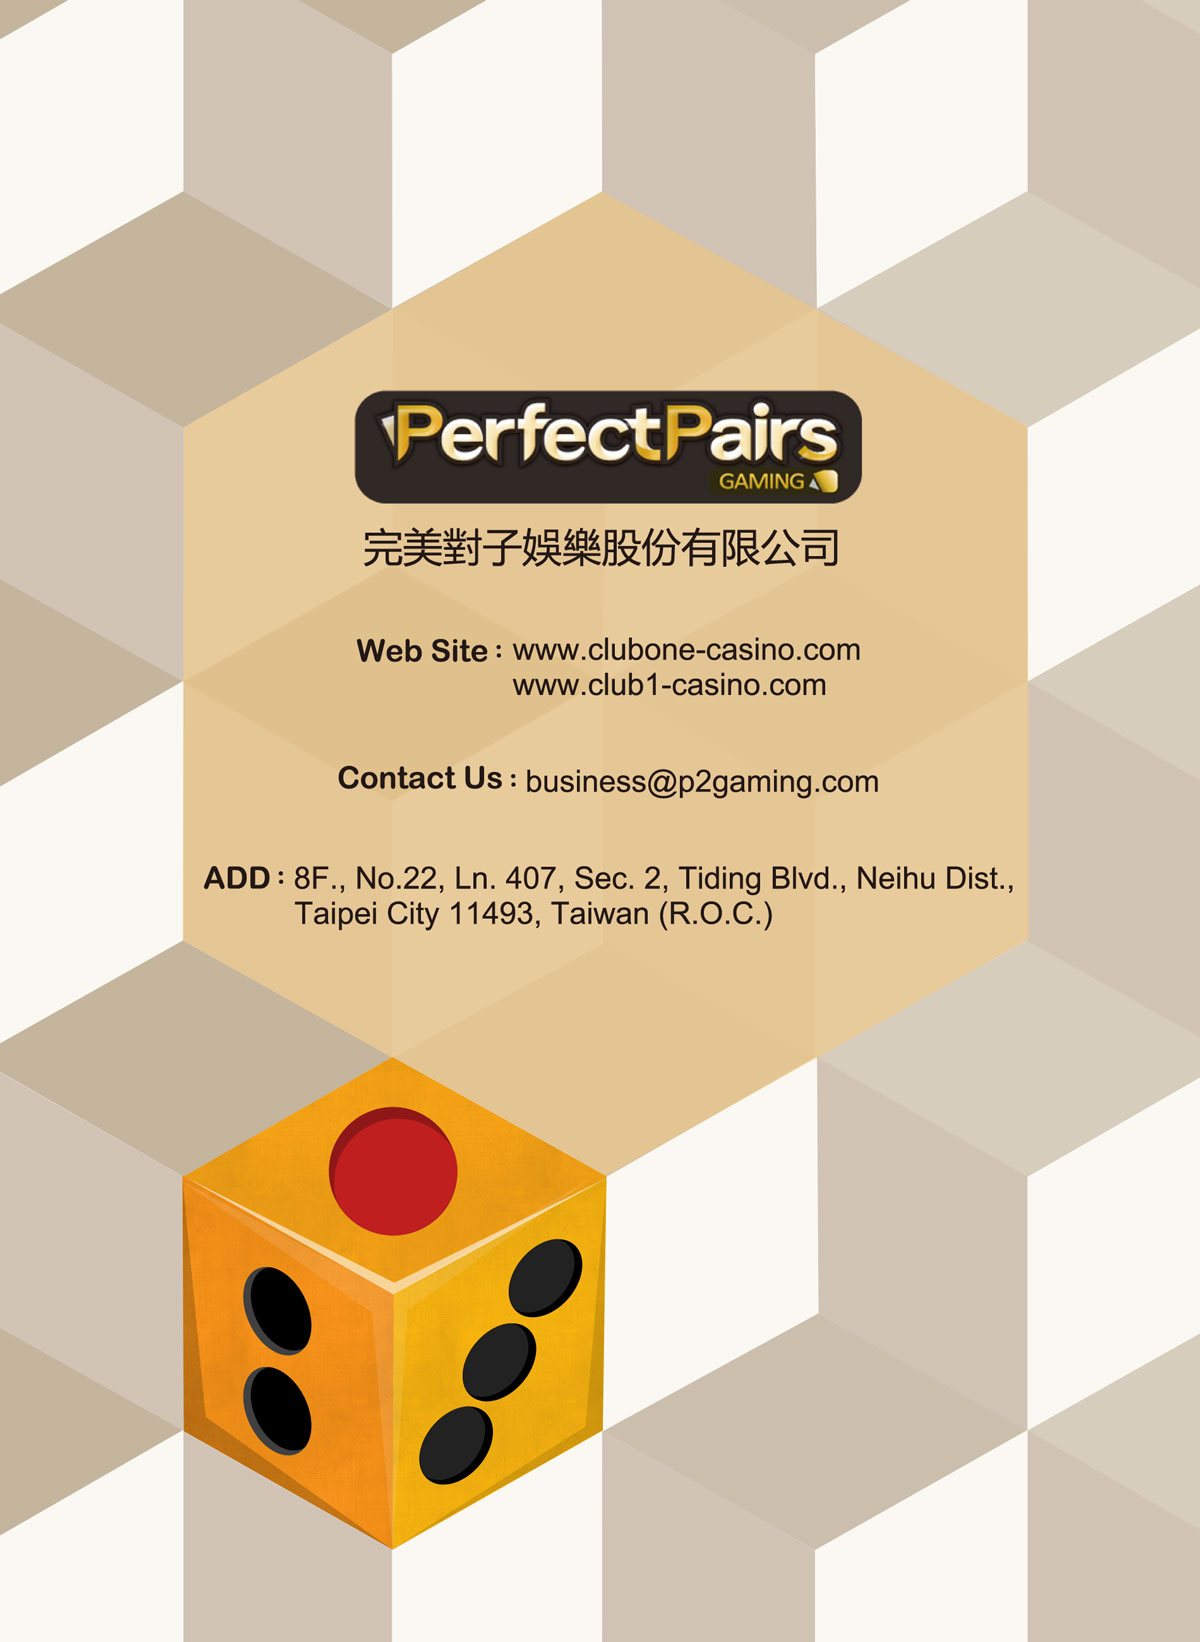 PerfectPairs
GAMING
完美對子娛樂股份有限公司
Web Site : www.clubone-casino.com
www.club1-casino.com
Contact Us : business@p2gaming.com
ADD : 8F., No.22, Ln. 407, Sec. 2, Tiding Blvd., Neihu Dist.,
Taipei City 11493, Taiwan (R.O.C.)